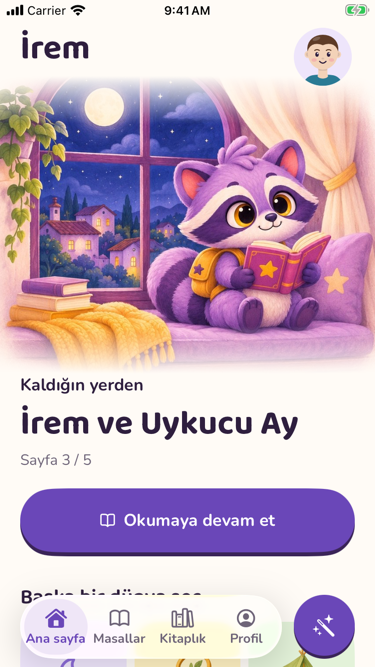 Carrier 9:41 AM
İrem
Kaldığın yerden
İrem ve Uykucu Ay
Sayfa 3 / 5
Okumaya devam et
Ana sayfa Masallar Kitaplık Profil